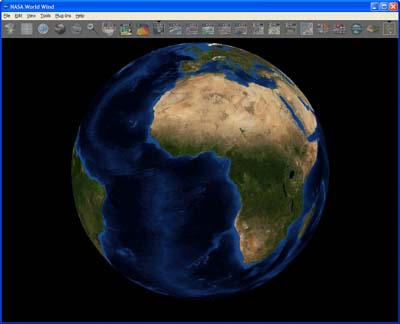 NASA World Wind
File Edit View Tools Plug-Ins Help